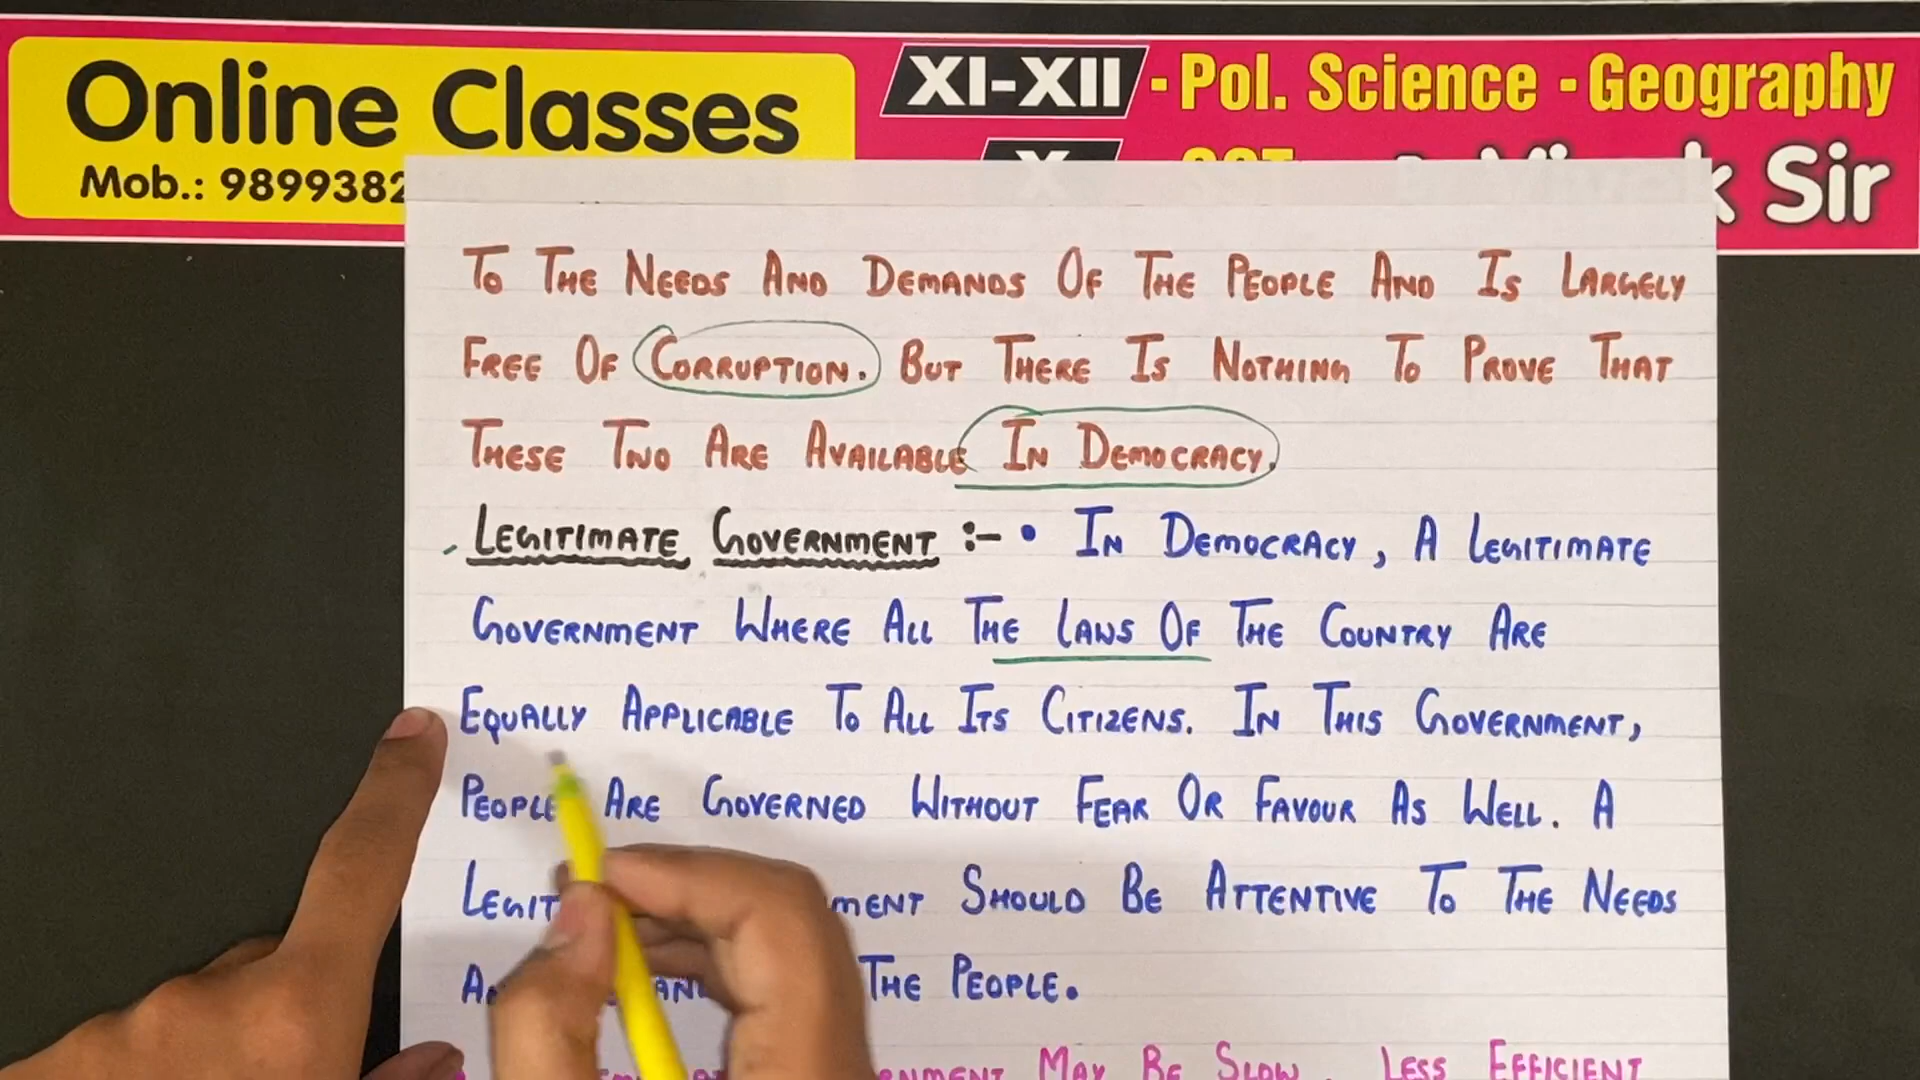 Online Classes
Mob.: 9899382
XI-XII - Pol. Science - Geography
X
Sir
TO THE NEEDS AND DEMANDS OF THE PEOPLE AND IS LARGELY
FREE OF CORRUPTION. BUT THERE IS NOTHING TO PROVE THAT
THESE TWO ARE AVAILABLE IN DEMOCRACY.
LEGITIMATE GOVERNMENT :- • IN DEMOCRACY, A LEGITIMATE
GOVERNMENT WHERE ALL THE LAWS OF THE COUNTRY ARE
EQUALLY APPLICABLE TO ALL ITS CITIZENS. IN THIS GOVERNMENT,
PEOPLE ARE GOVERNED WITHOUT FEAR OR FAVOUR AS WELL. A
SHOULD BE ATTENTIVE TO THE NEEDS
THE PEOPLE.
MAY BE SLOW, LESS EFFICIENT